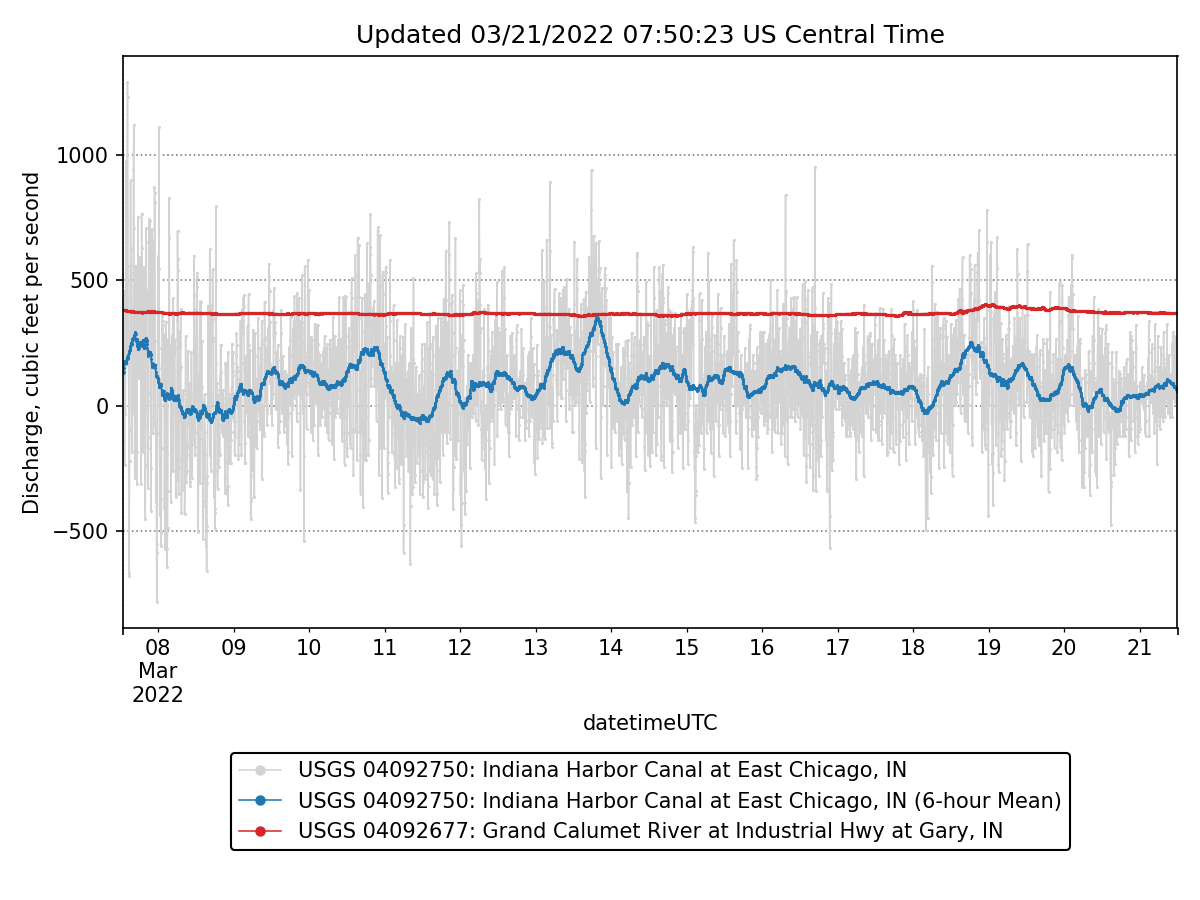 Updated 03/21/2022 07:50:23 US Central Time
Discharge, cubic feet per second
1000
500
0
−500
08 09 10 11 12 13 14 15 16 17 18 19 20 21
Mar
2022
datetimeUTC
USGS 04092750: Indiana Harbor Canal at East Chicago, IN
USGS 04092750: Indiana Harbor Canal at East Chicago, IN (6-hour Mean)
USGS 04092677: Grand Calumet River at Industrial Hwy at Gary, IN